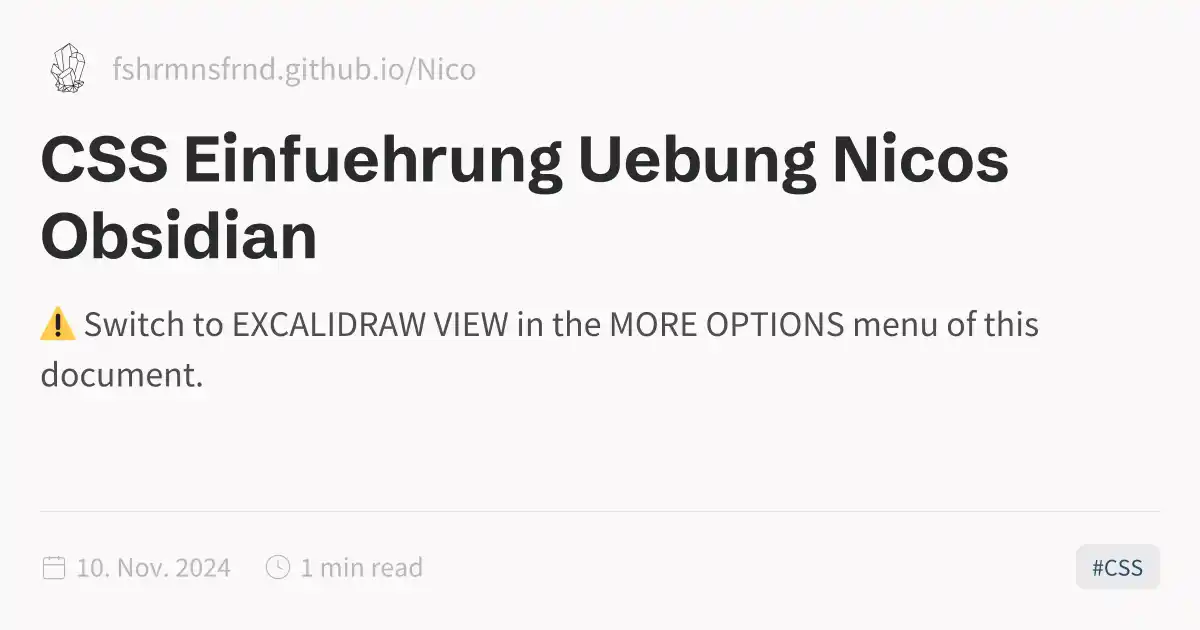 fshrmnsfrnd.github.io/Nico
CSS Einfuehrung Uebung Nicos
Obsidian
⚠️ Switch to EXCALIDRAW VIEW in the MORE OPTIONS menu of this
document.
10. Nov. 2024 1 min read
#CSS